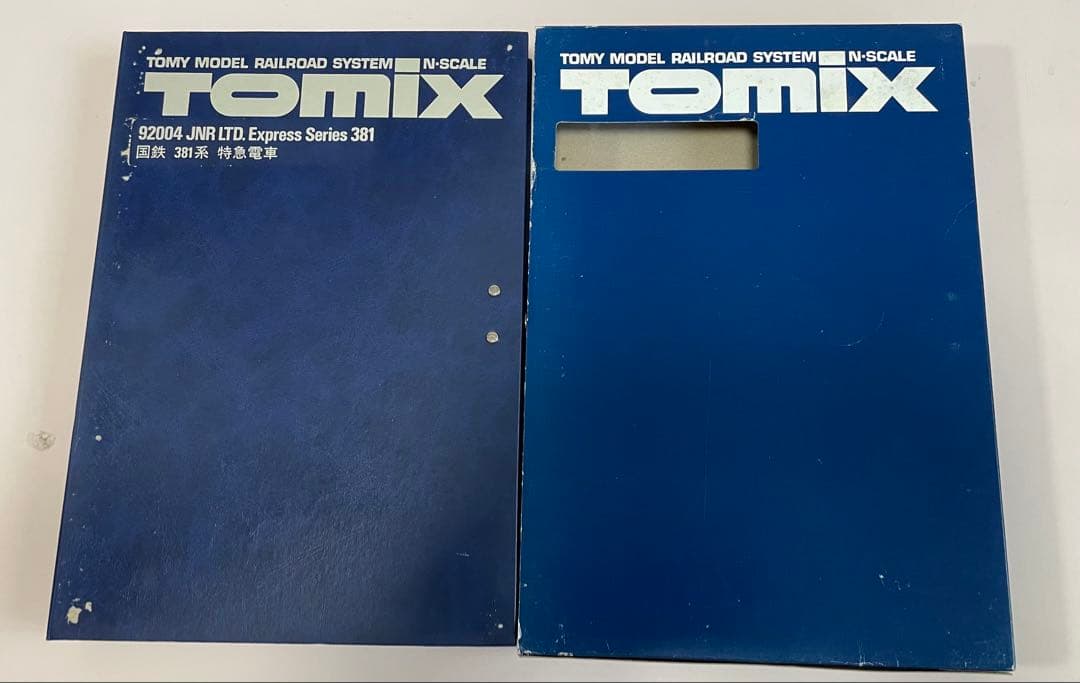 TOMY MODEL RAILROAD SYSTEM N·SCALE
TOMIX
92004 JNR LTD. Express Series 381
国鉄 381系 特急電車
TOMY MODEL RAILROAD SYSTEM N·SCALE
TOMIX